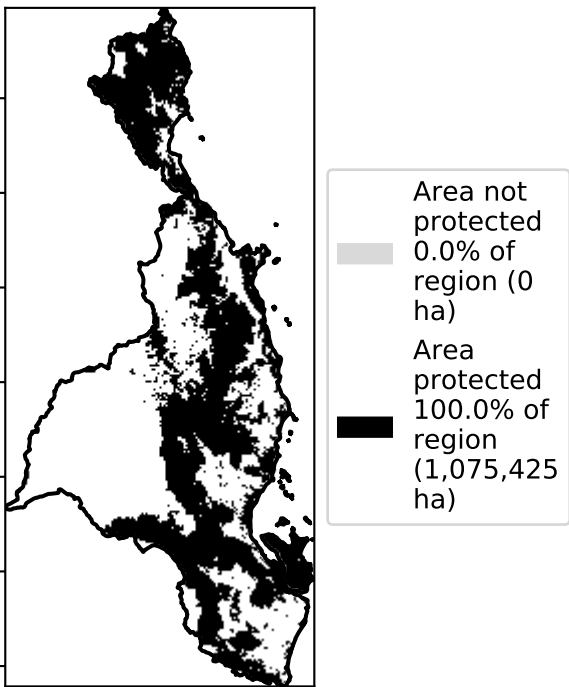 Area not
protected
0.0% of
region (0
ha)
Area
protected
100.0% of
region
(1,075,425
ha)